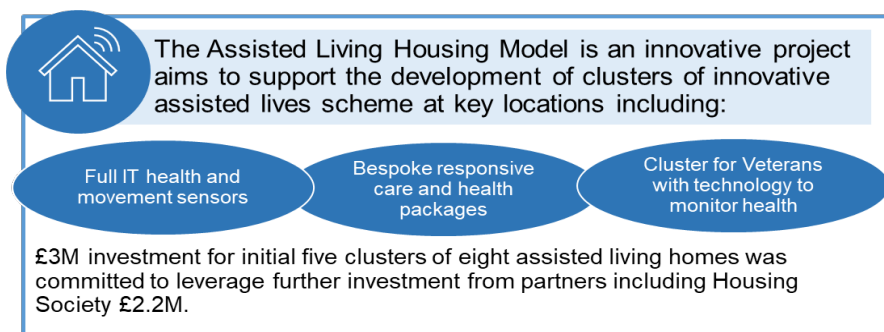 The Assisted Living Housing Model is an innovative project
aims to support the development of clusters of innovative
assisted lives scheme at key locations including:
Full IT health and
movement sensors
Bespoke responsive
care and health
packages
Cluster for Veterans
with technology to
monitor health
£3M investment for initial five clusters of eight assisted living homes was
committed to leverage further investment from partners including Housing
Society £2.2M.